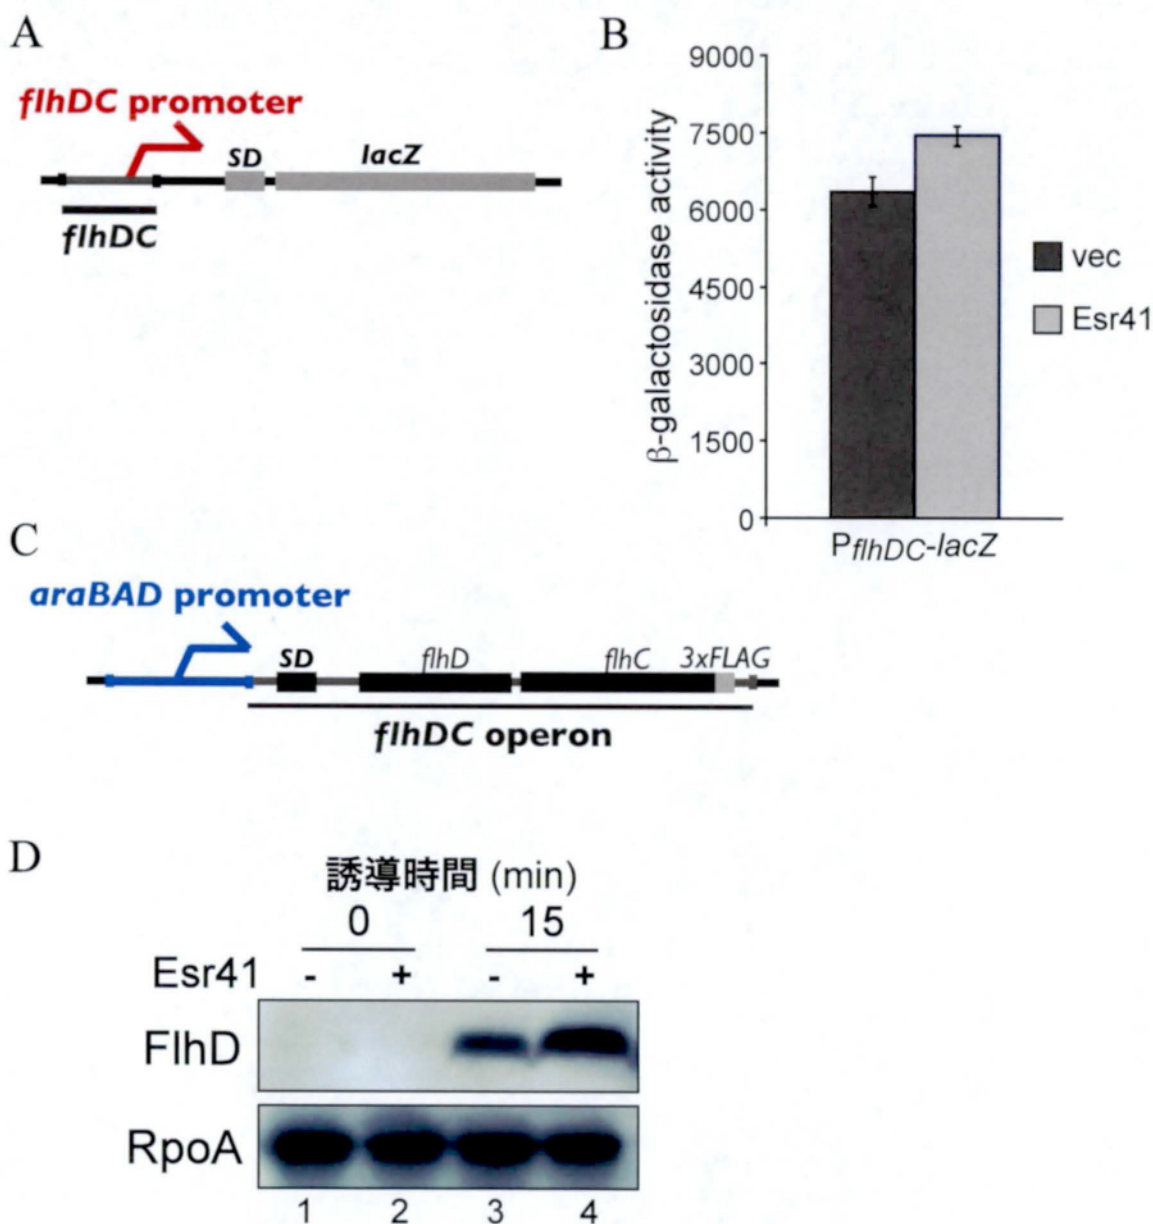 A
flhDC promoter
SD
lacZ
flhDC
B
9000
7500
6000
4500
3000
1500
0
β-galactosidase activity
vec
Esr41
PflhDC-lacZ
C
araBAD promoter
SD
flhD
flhC
3xFLAG
flhDC operon
D
誘導時間 (min)
0 15
Esr41 - + - +
FlhD
RpoA
1 2 3 4